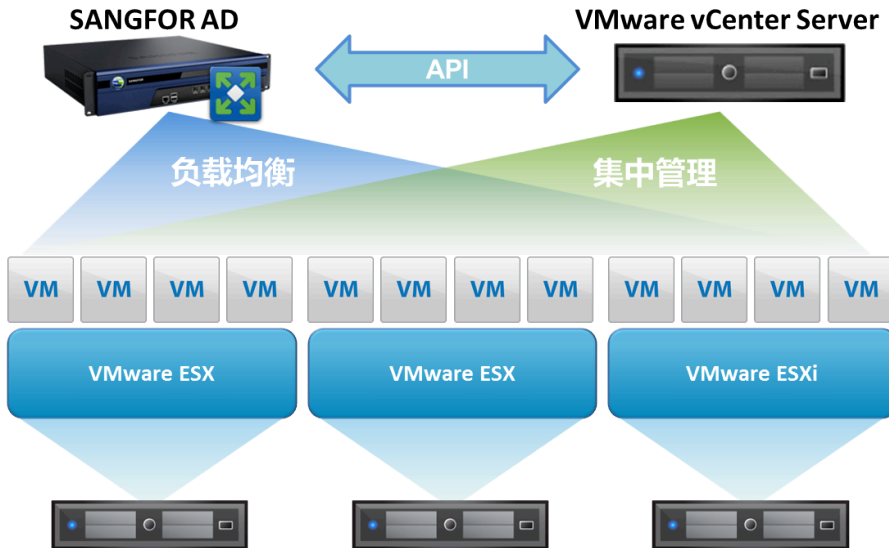 SANGFOR AD
VMware vCenter Server
API
负载均衡
集中管理
VM VM VM VM VM VM VM VM VM VM VM VM
VMware ESX
VMware ESX
VMware ESXi